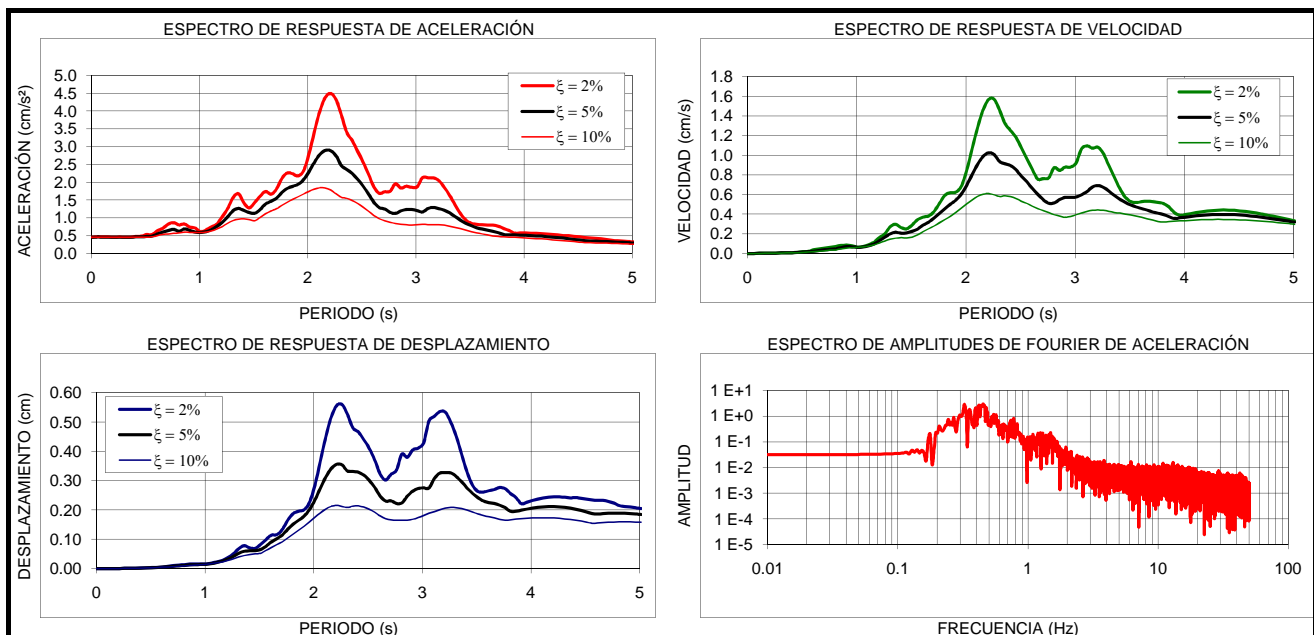 ESPECTRO DE RESPUESTA DE ACELERACIÓN
ACELERACIÓN (cm/s²)
5.0
4.5
4.0
3.5
3.0
2.5
2.0
1.5
1.0
0.5
0.0
ξ = 2%
ξ = 5%
ξ = 10%
0 1 2 3 4 5
PERIODO (s)
ESPECTRO DE RESPUESTA DE VELOCIDAD
VELOCIDAD (cm/s)
1.8
1.6
1.4
1.2
1.0
0.8
0.6
0.4
0.2
0.0
ξ = 2%
ξ = 5%
ξ = 10%
0 1 2 3 4 5
PERIODO (s)
ESPECTRO DE RESPUESTA DE DESPLAZAMIENTO
DESPLAZAMIENTO (cm)
0.60
0.50
0.40
0.30
0.20
0.10
0.00
ξ = 2%
ξ = 5%
ξ = 10%
0 1 2 3 4 5
PERIODO (s)
ESPECTRO DE AMPLITUDES DE FOURIER DE ACELERACIÓN
AMPLITUD
1 E+1
1 E+0
1 E-1
1 E-2
1 E-3
1 E-4
1 E-5
0.01 0.1 1 10 100
FRECUENCIA (Hz)